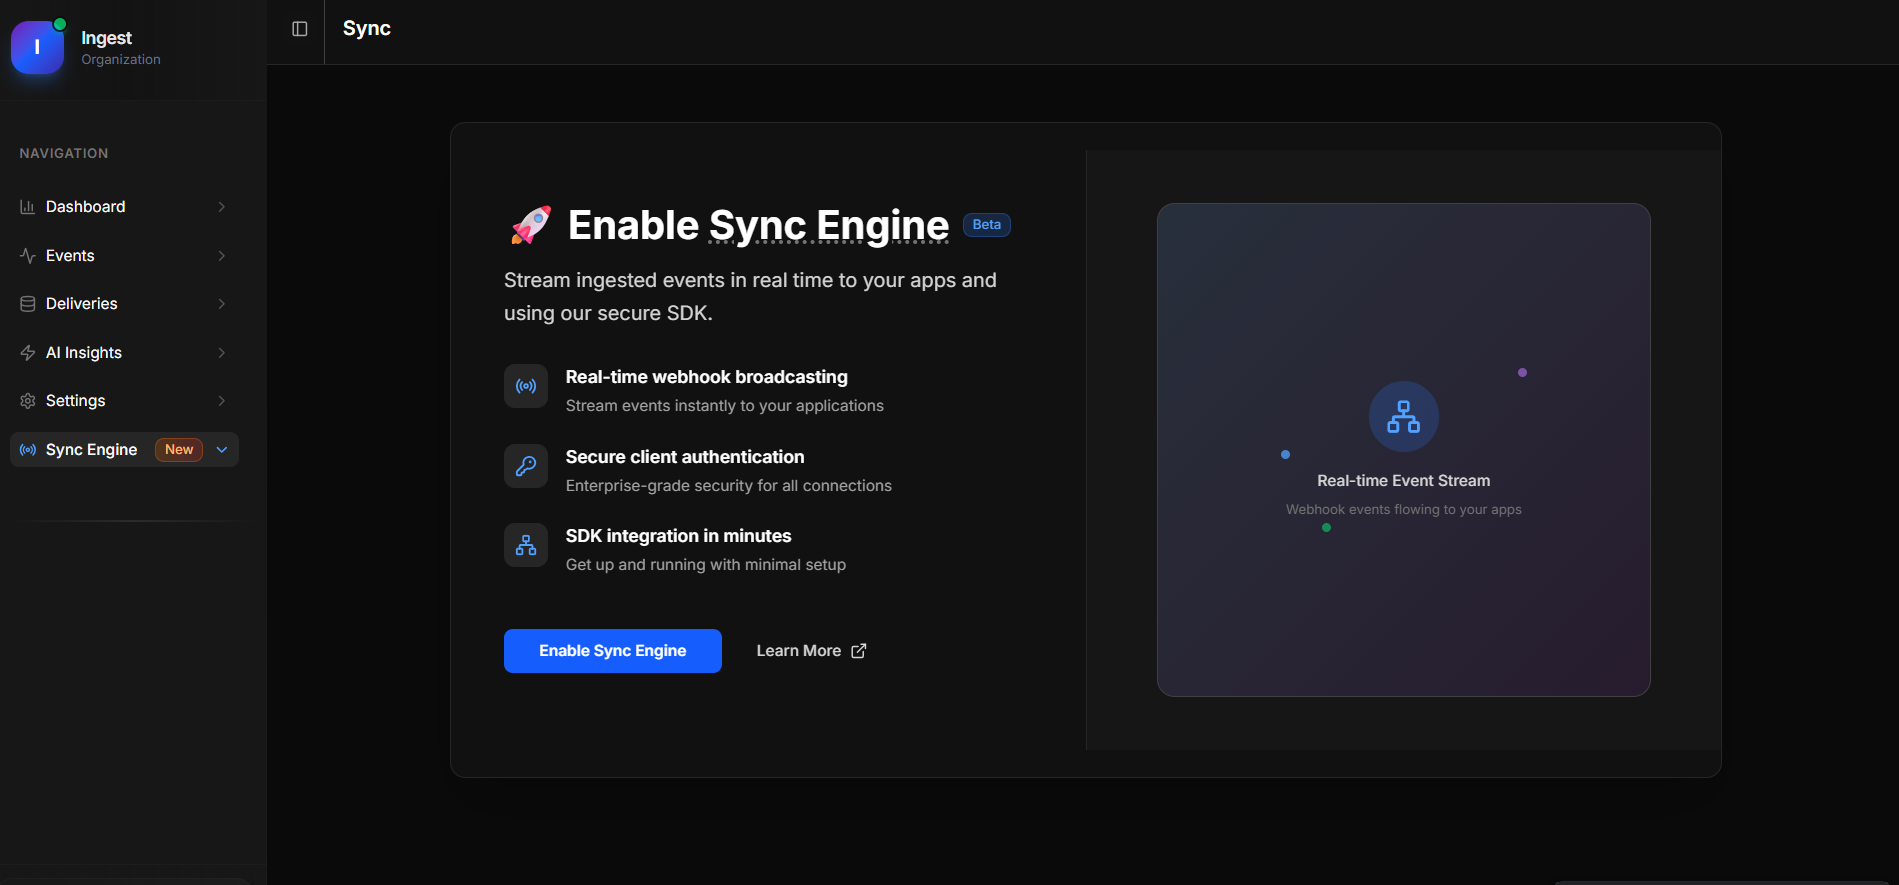 I
Ingest
Organization
NAVIGATION
Dashboard
Events
Deliveries
AI Insights
Settings
Sync Engine New
Sync
🚀 Enable Sync Engine Beta
Stream ingested events in real time to your apps and
using our secure SDK.
Real-time webhook broadcasting
Stream events instantly to your applications
Secure client authentication
Enterprise-grade security for all connections
SDK integration in minutes
Get up and running with minimal setup
Enable Sync Engine
Learn More
Real-time Event Stream
Webhook events flowing to your apps